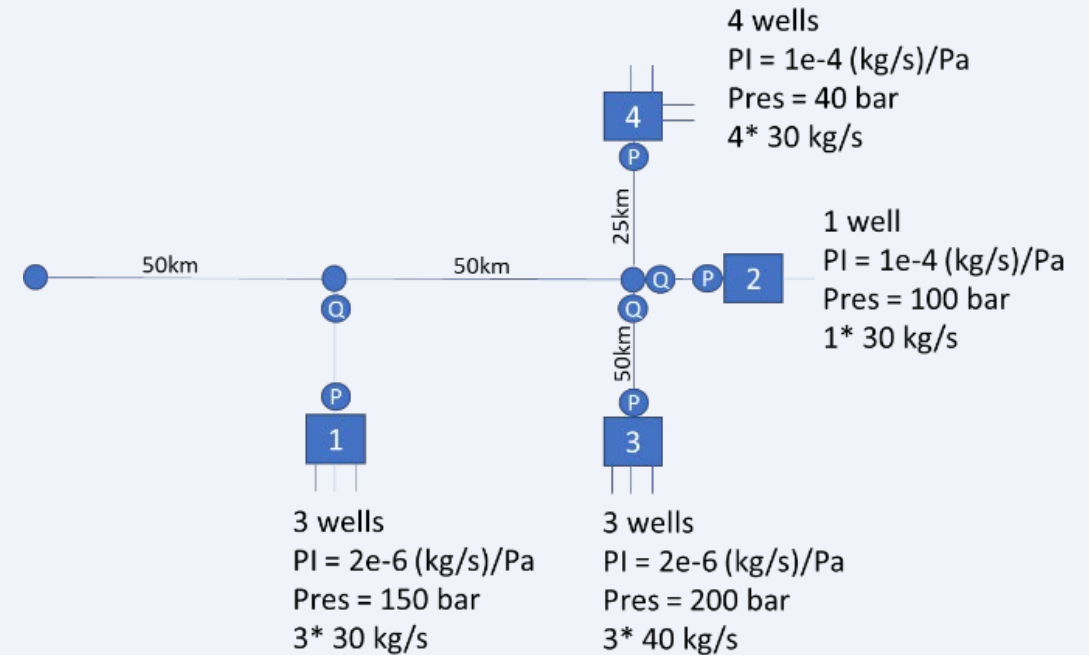 4 wells
PI = 1e-4 (kg/s)/Pa
Pres = 40 bar
4* 30 kg/s
4
P
25km
1 well
PI = 1e-4 (kg/s)/Pa
Pres = 100 bar
1* 30 kg/s
50km
50km
Q
P
2
Q
Q
50km
P
P
1
3
3 wells
PI = 2e-6 (kg/s)/Pa
Pres = 150 bar
3* 30 kg/s
3 wells
PI = 2e-6 (kg/s)/Pa
Pres = 200 bar
3* 40 kg/s